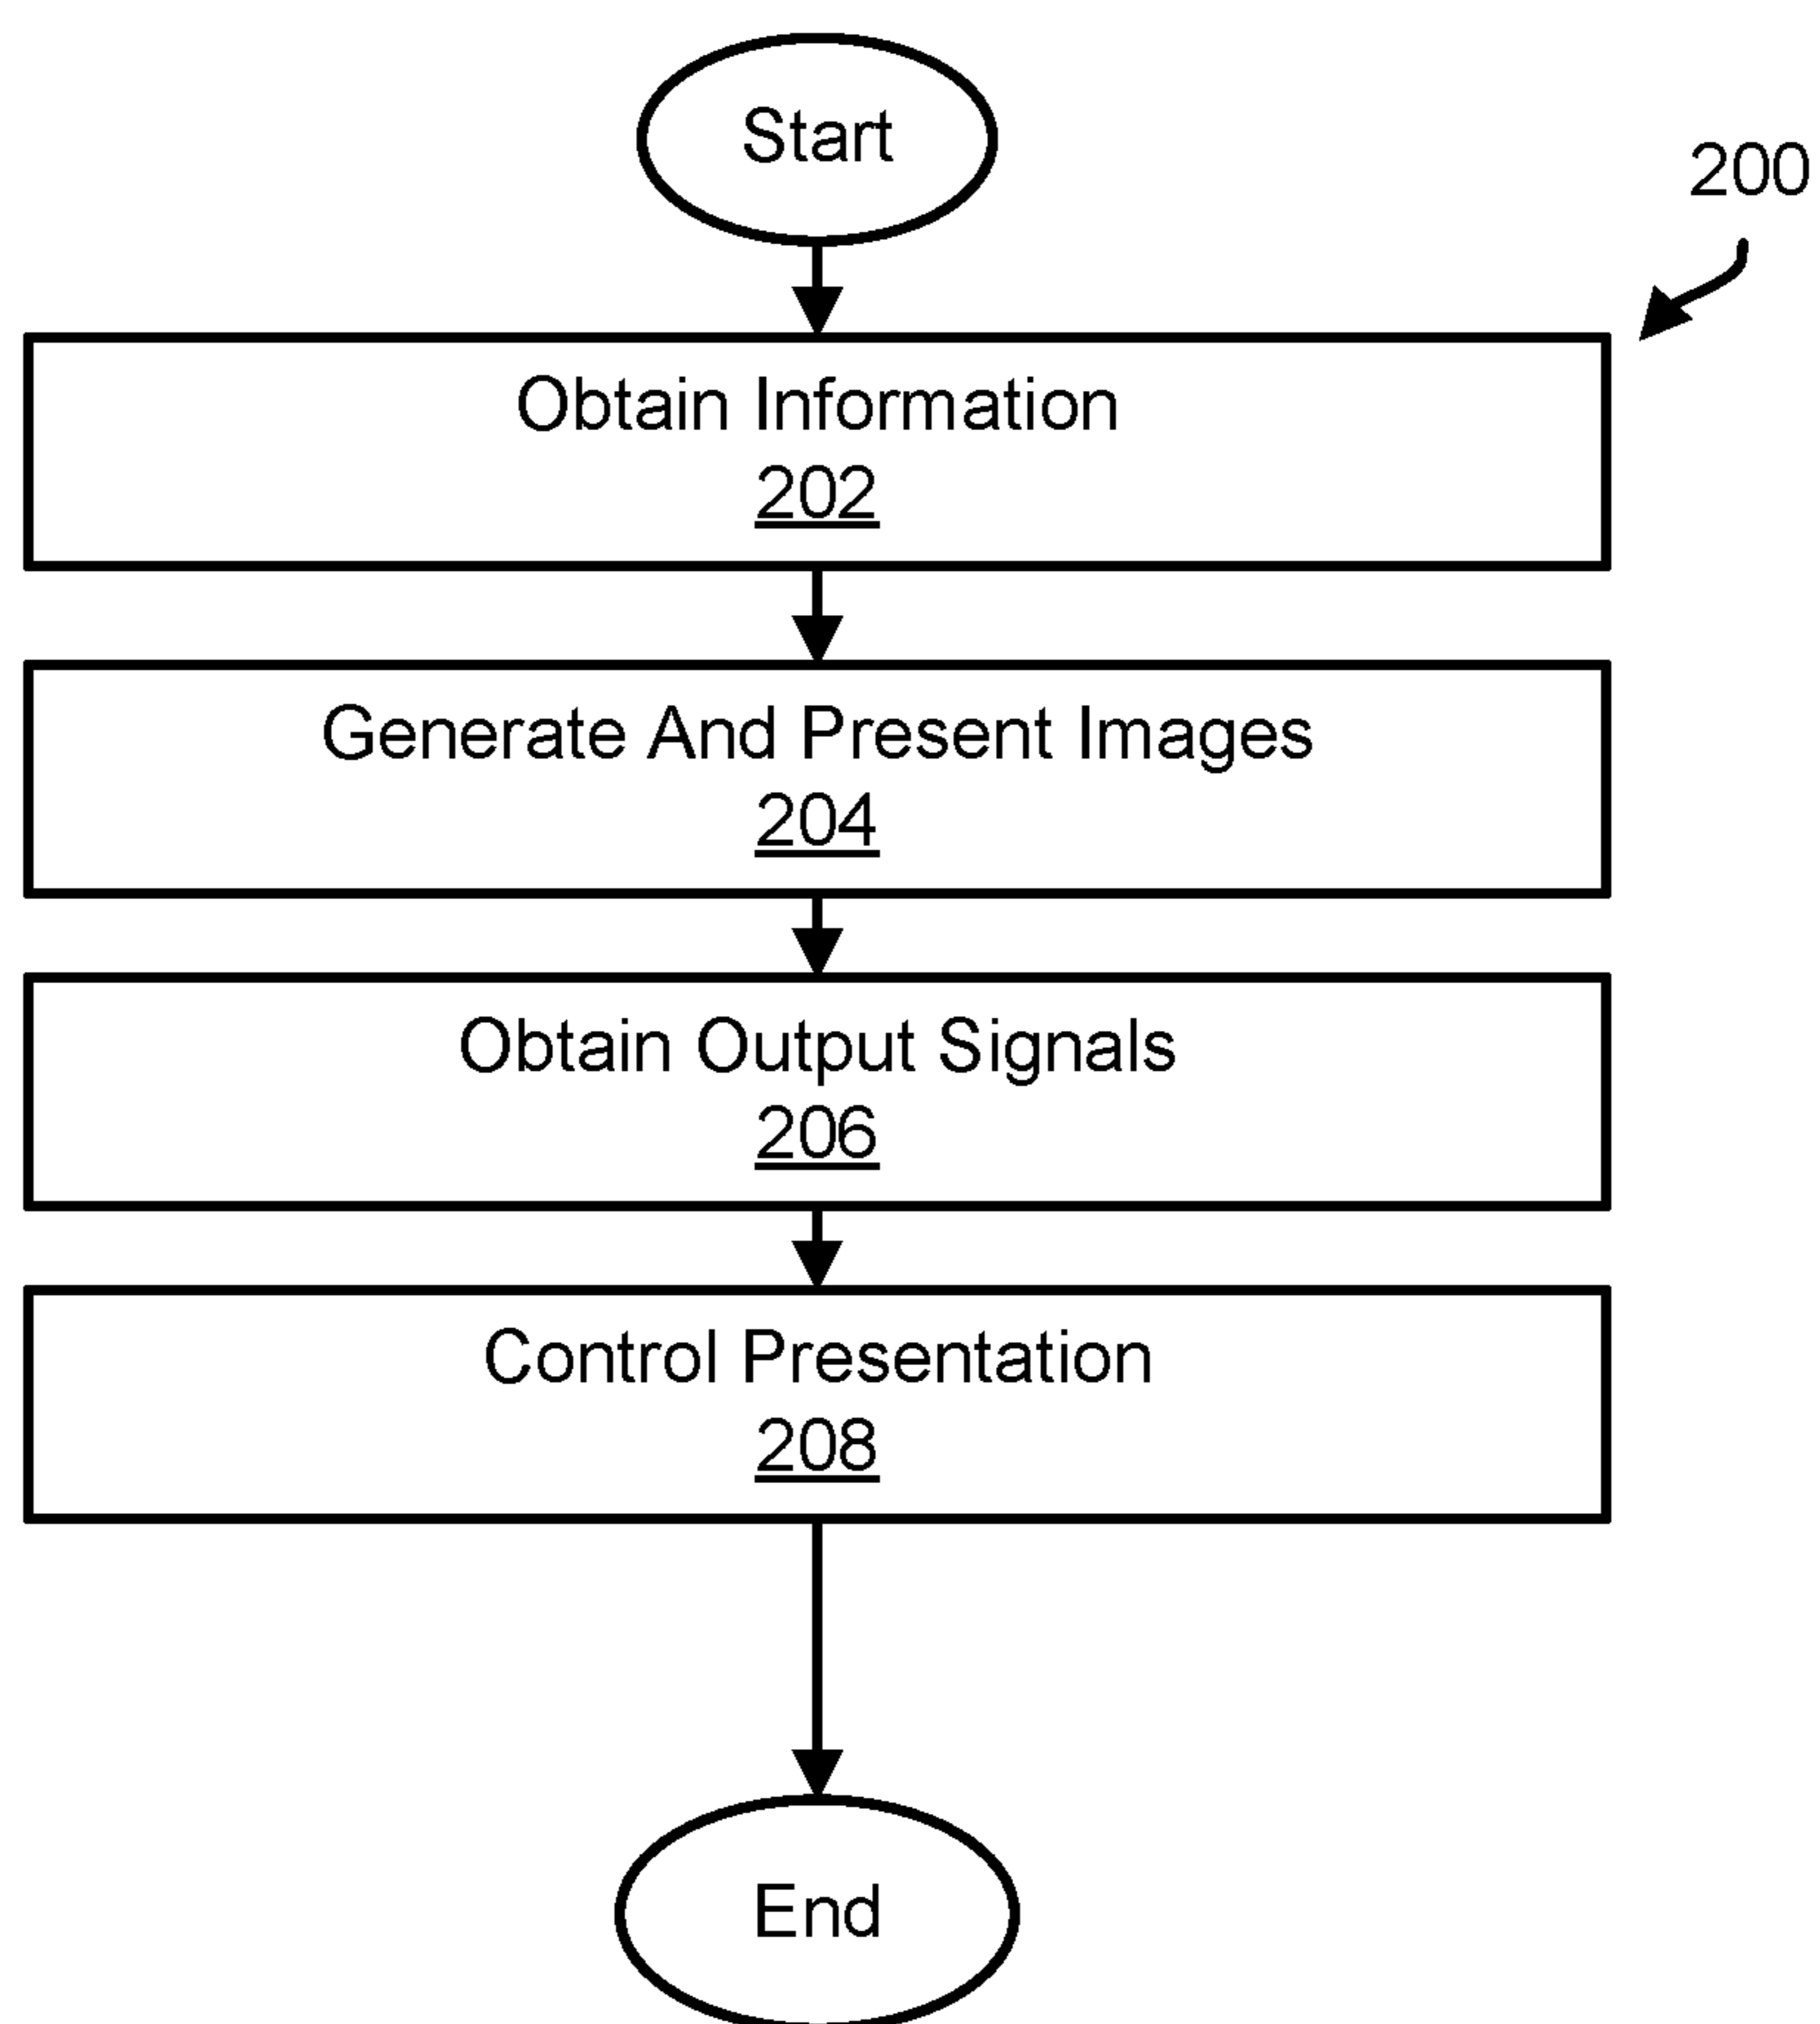 Start
200
Obtain Information
202
Generate And Present Images
204
Obtain Output Signals
206
Control Presentation
208
End